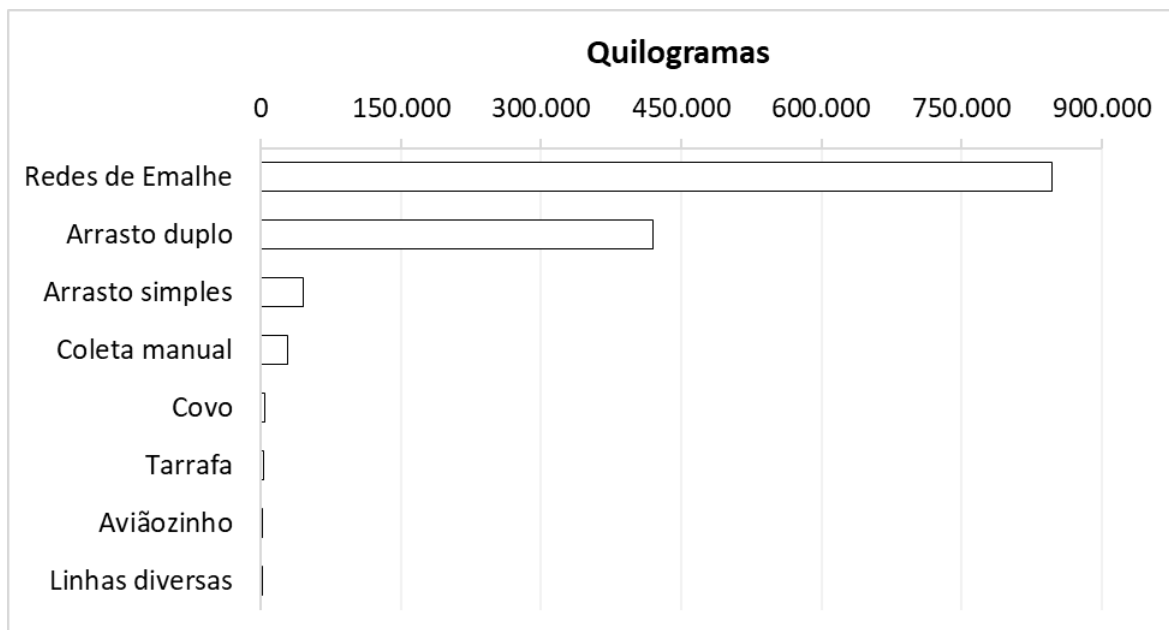 Quilogramas
0 150.000 300.000 450.000 600.000 750.000 900.000
Redes de Emalhe
Arrasto duplo
Arrasto simples
Coleta manual
Covo
Tarrafa
Aviãozinho
Linhas diversas